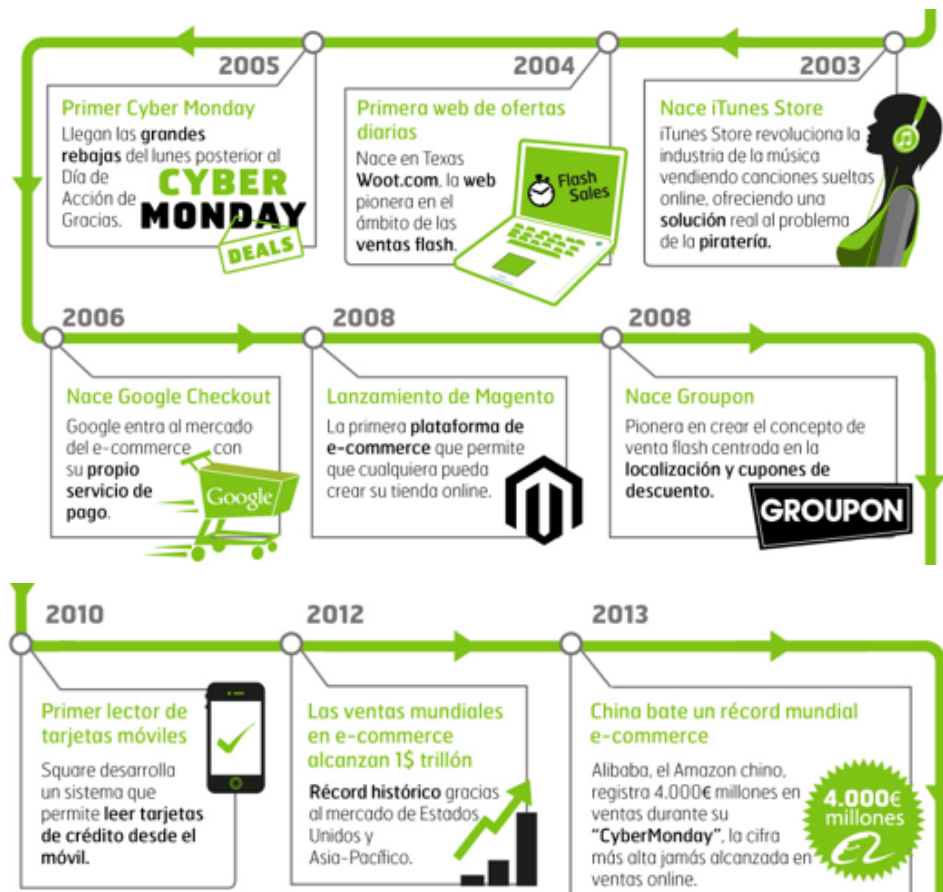 2005
Primer Cyber Monday
Llegan las grandes
rebajas del lunes posterior al
Día de
Acción de
Gracias.
CYBER
MONDAY
DEALS
2004
Primera web de ofertas
diarias
Nace en Texas
Woot.com, la web
pionera en el
ámbito de las
ventas flash.
Flash
Sales
2003
Nace iTunes Store
iTunes Store revoluciona la
industria de la música
vendiendo canciones sueltas
online, ofreciendo una
solución real al problema
de la piratería.
2006
Nace Google Checkout
Google entra al mercado
del e-commerce con
su propio
servicio de
pago.
Google
2008
Lanzamiento de Magento
La primera plataforma de
e-commerce que permite
que cualquiera pueda
crear su tienda online.
2008
Nace Groupon
Pionera en crear el concepto de
venta flash centrada en la
localización y cupones de
descuento.
GROUPON
2010
Primer lector de
tarjetas móviles
Square desarrolla
un sistema que
permite leer tarjetas
de crédito desde el
móvil.
2012
Las ventas mundiales
en e-commerce
alcanzan 1$ trillón
Récord histórico gracias
al mercado de Estados
Unidos y
Asia-Pacífico.
2013
China bate un récord mundial
e-commerce
Alibaba, el Amazon chino,
registra 4.000€ millones en
ventas durante su
"CyberMonday", la cifra
más alta jamás alcanzada en
ventas online.
4.000€
millones